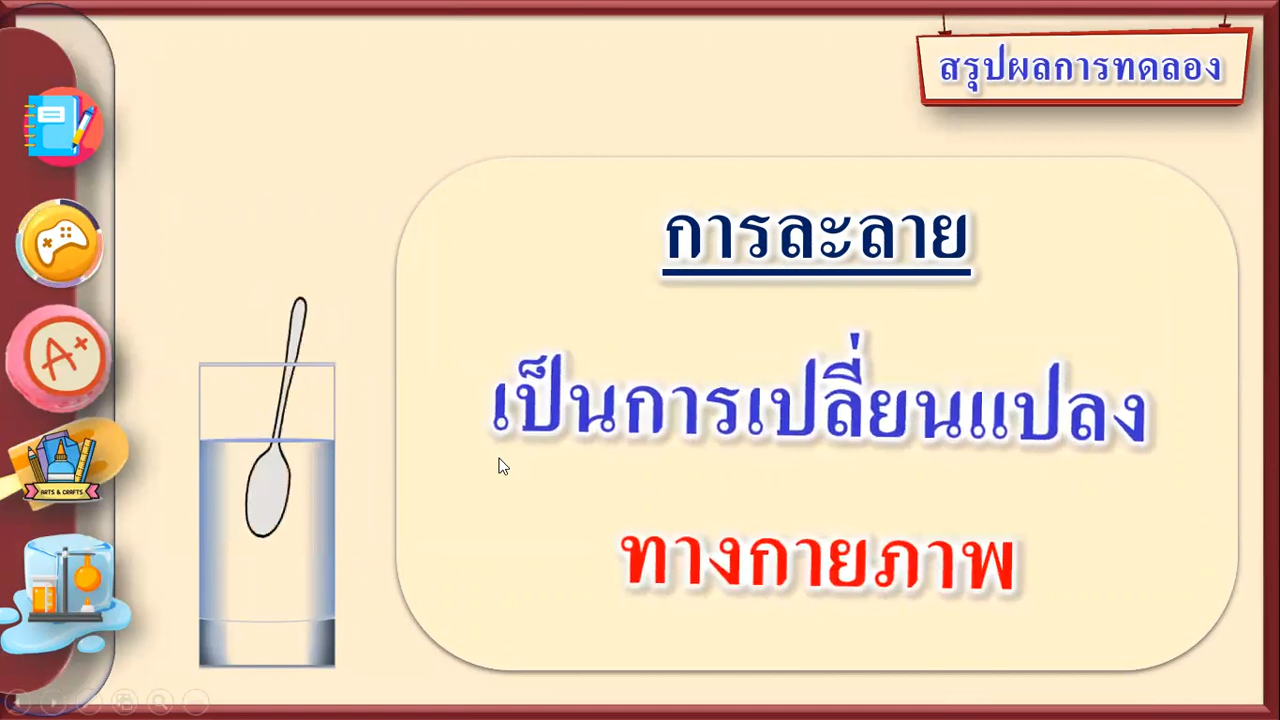 สรุปผลการทดลอง
การละลาย
เป็นการเปลี่ยนแปลง
ทางกายภาพ
A+
ARTS & CRAFTS